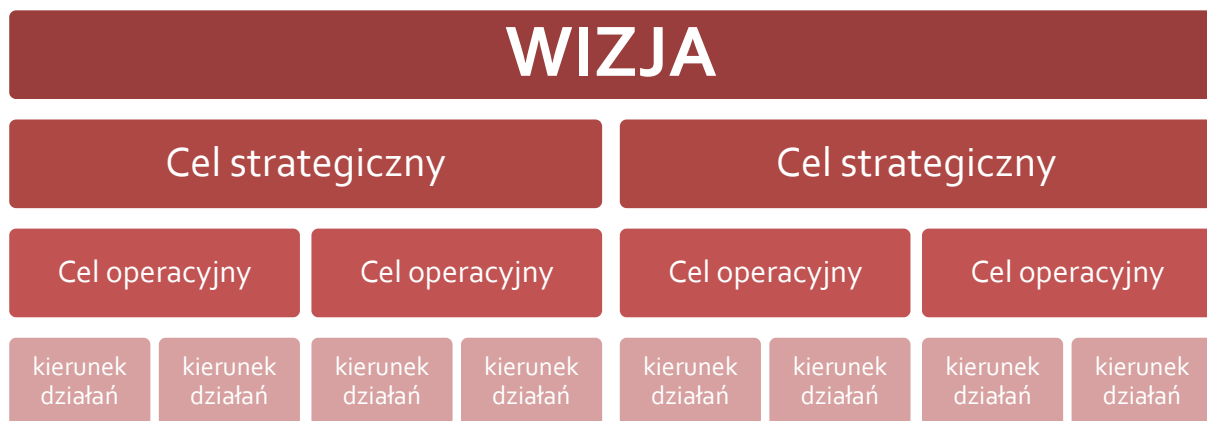 WIZJA
Cel strategiczny Cel strategiczny
Cel operacyjny Cel operacyjny Cel operacyjny Cel operacyjny
kierunek kierunek kierunek kierunek kierunek kierunek kierunek kierunek
działań działań działań działań działań działań działań działań